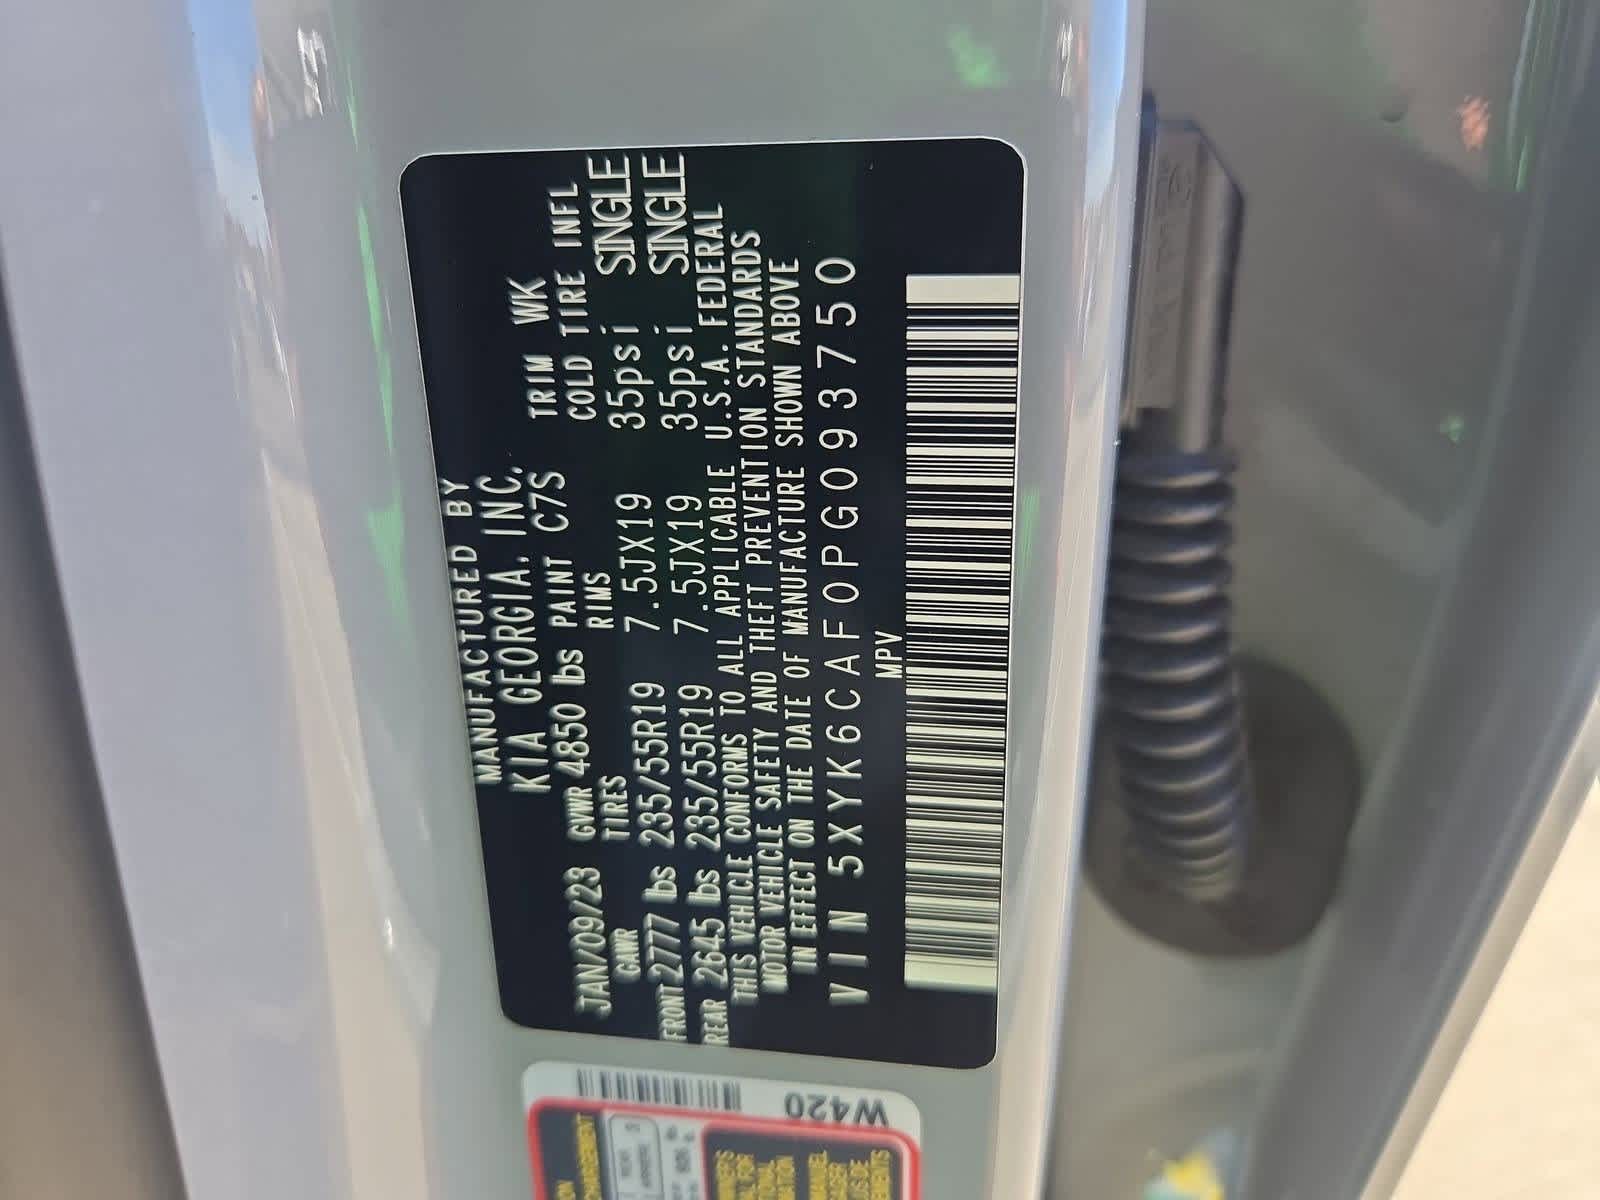 MANUFACTURED BY
KIA GEORGIA, INC.
JAN/09/23 GVWR 4850 lbs PAINT C7S TRIM WK
GAWR TIRES RIMS COLD TIRE INFL
FRONT 2777 lbs 235/55R19 7.5JX19 35psi SINGLE
REAR 2645 lbs 235/55R19 7.5JX19 35psi SINGLE
THIS VEHICLE CONFORMS TO ALL APPLICABLE U.S.A. FEDERAL
MOTOR VEHICLE SAFETY AND THEFT PREVENTION STANDARDS
IN EFFECT ON THE DATE OF MANUFACTURE SHOWN ABOVE
VIN 5XYK6CAF0PG093750
MPV
W420